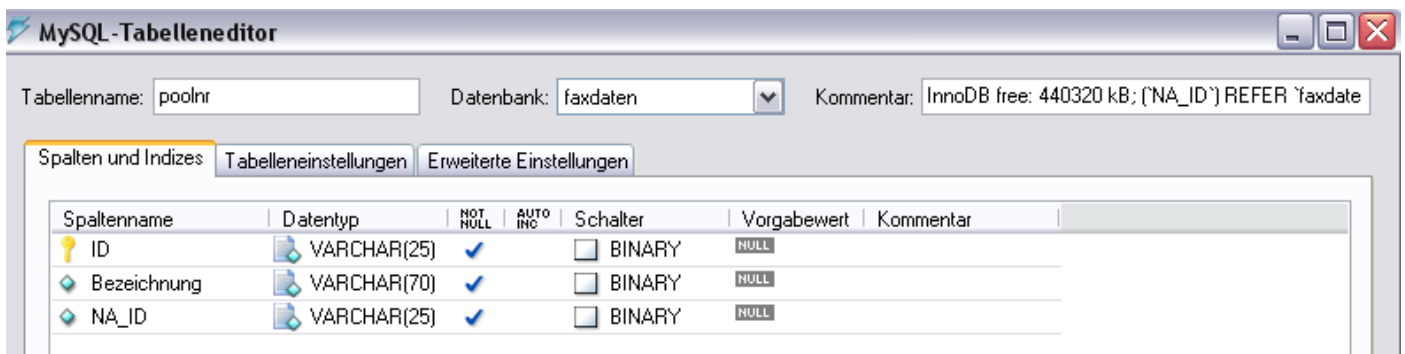 MySQL-Tabelleneditor
Tabellenname: poolnr Datenbank: faxdaten Kommentar: InnoDB free: 440320 kB; (`NA_ID`) REFER `faxdate
Spalten und Indizes Tabelleneinstellungen Erweiterte Einstellungen
Spaltenname Datentyp NOT NULL AUTO INC Schalter Vorgabewert Kommentar
ID VARCHAR(25) BINARY NULL
Bezeichnung VARCHAR(70) BINARY NULL
NA_ID VARCHAR(25) BINARY NULL